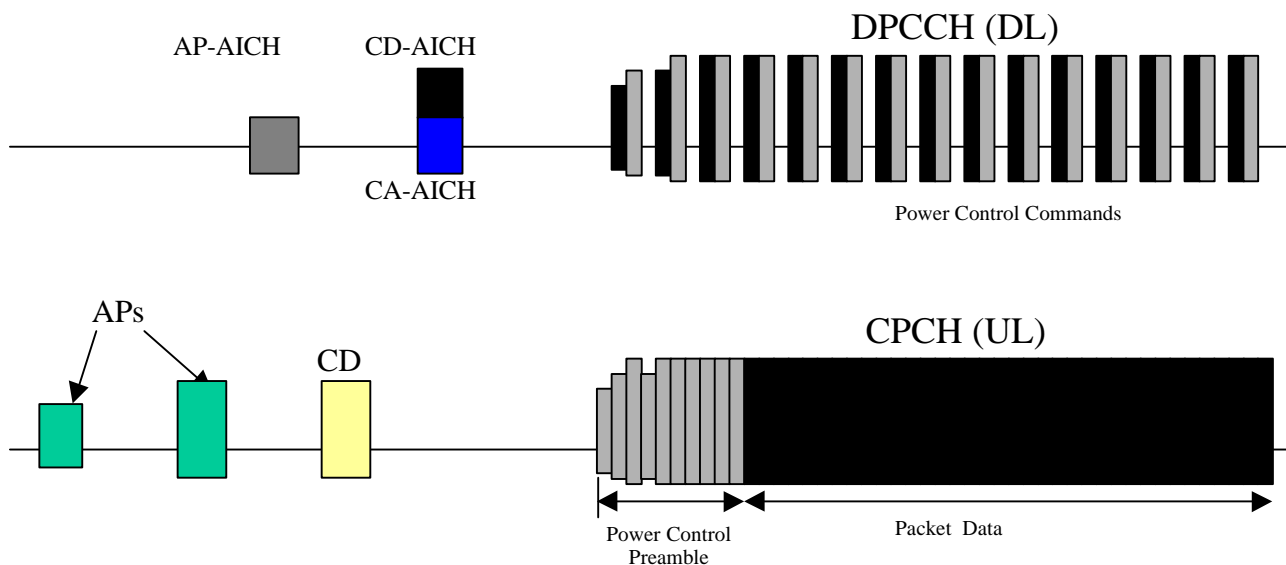 DPCCH (DL)
AP-AICH
CD-AICH
CA-AICH
Power Control Commands
APs
CD
CPCH (UL)
Power Control
Preamble
Packet Data